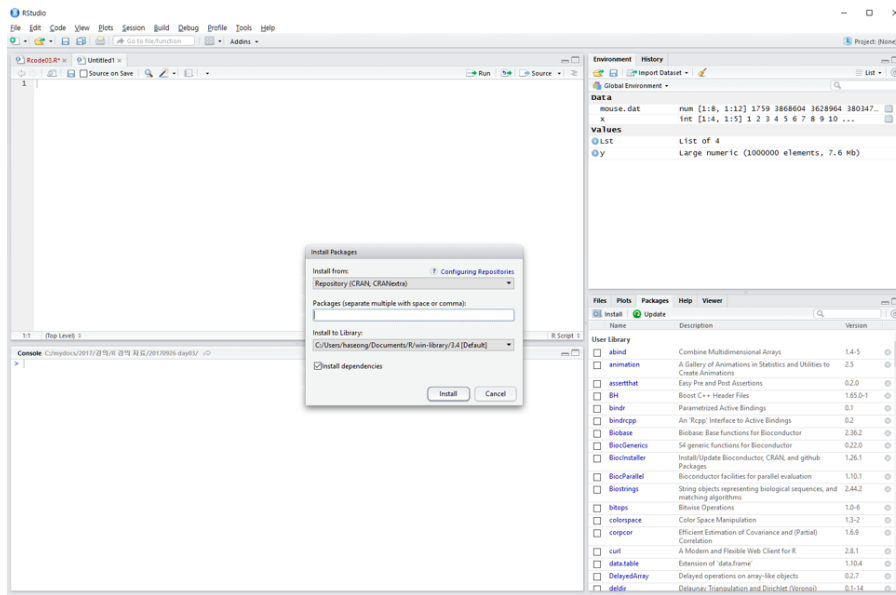 RStudio
File Edit Code View Plots Session Build Debug Profile Tools Help
Go to file/function Addins Project: (None)
Rcode03.R* Untitled1
Source on Save Run Source
1
1:1 (Top Level) R Script
Console C:/mydocs/2017/강의/R 강의 자료/20170926-day03/
>
Install Packages
Install from: ? Configuring Repositories
Repository (CRAN, CRANextra)
Packages (separate multiple with space or comma):
Install to Library:
C:/Users/haseong/Documents/R/win-library/3.4 [Default]
Install dependencies
Install Cancel
Environment History
Import Dataset List
Global Environment
Data
mouse.dat num [1:8, 1:12] 1759 3868604 3628964 380347…
x int [1:4, 1:5] 1 2 3 4 5 6 7 8 9 10 ...
Values
Lst List of 4
y Large numeric (1000000 elements, 7.6 Mb)
Files Plots Packages Help Viewer
Install Update
Name Description Version
User Library
abind Combine Multidimensional Arrays 1.4-5
animation A Gallery of Animations in Statistics and Utilities to 2.5
Create Animations
assertthat Easy Pre and Post Assertions 0.2.0
BH Boost C++ Header Files 1.65.0-1
bindr Parametrized Active Bindings 0.1
bindrcpp An 'Rcpp' Interface to Active Bindings 0.2
Biobase Biobase: Base functions for Bioconductor 2.36.2
BiocGenerics S4 generic functions for Bioconductor 0.22.0
BiocInstaller Install/Update Bioconductor, CRAN, and github 1.26.1
Packages
BiocParallel Bioconductor facilities for parallel evaluation 1.10.1
Biostrings String objects representing biological sequences, and 2.44.2
matching algorithms
bitops Bitwise Operations 1.0-6
colorspace Color Space Manipulation 1.3-2
corpcor Efficient Estimation of Covariance and (Partial) 1.6.9
Correlation
curl A Modern and Flexible Web Client for R 2.8.1
data.table Extension of 'data.frame' 1.10.4
DelayedArray Delayed operations on array-like objects 0.2.7
deldir Delaunay Triangulation and Dirichlet (Voronoi) 0.1-14